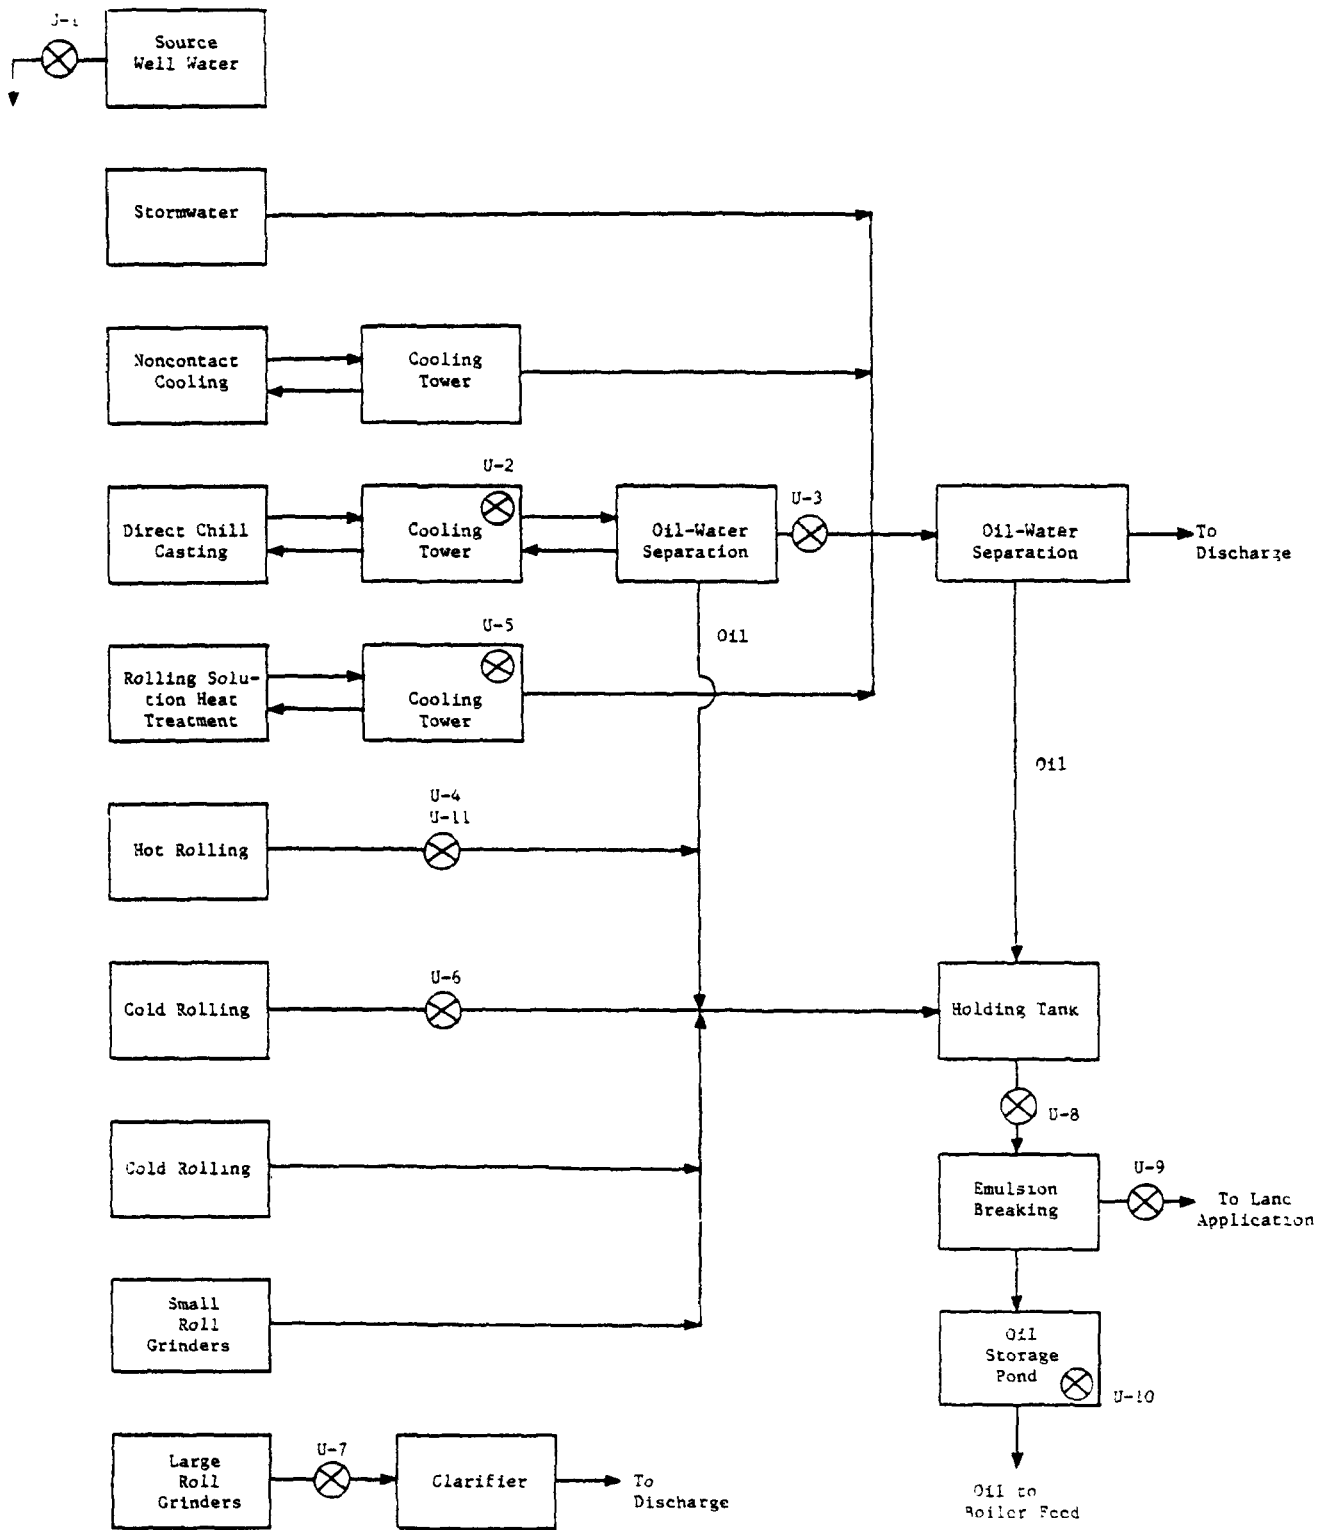 U-1
Source
Well Water
Stormwater
Noncontact
Cooling
Cooling
Tower
U-2
Direct Chill
Casting
Cooling
Tower
Oil-Water
Separation
U-3
Oil-Water
Separation
To
Discharge
Oil
U-5
Rolling Solu-
tion Heat
Treatment
Cooling
Tower
Oil
U-4
U-11
Hot Rolling
U-6
Cold Rolling
Holding Tank
U-8
Cold Rolling
Emulsion
Breaking
U-9
To Land
Application
Small
Roll
Grinders
Oil
Storage
Pond
U-10
Large
Roll
Grinders
U-7
Clarifier
To
Discharge
Oil to
Boiler Feed